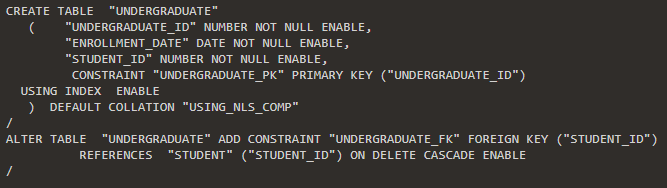 CREATE TABLE  "UNDERGRADUATE"
   (    "UNDERGRADUATE_ID" NUMBER NOT NULL ENABLE,
        "ENROLLMENT_DATE" DATE NOT NULL ENABLE,
        "STUDENT_ID" NUMBER NOT NULL ENABLE,
         CONSTRAINT "UNDERGRADUATE_PK" PRIMARY KEY ("UNDERGRADUATE_ID")
  USING INDEX  ENABLE
   )  DEFAULT COLLATION "USING_NLS_COMP"
/
ALTER TABLE  "UNDERGRADUATE" ADD CONSTRAINT "UNDERGRADUATE_FK" FOREIGN KEY ("STUDENT_ID")
          REFERENCES  "STUDENT" ("STUDENT_ID") ON DELETE CASCADE ENABLE
/